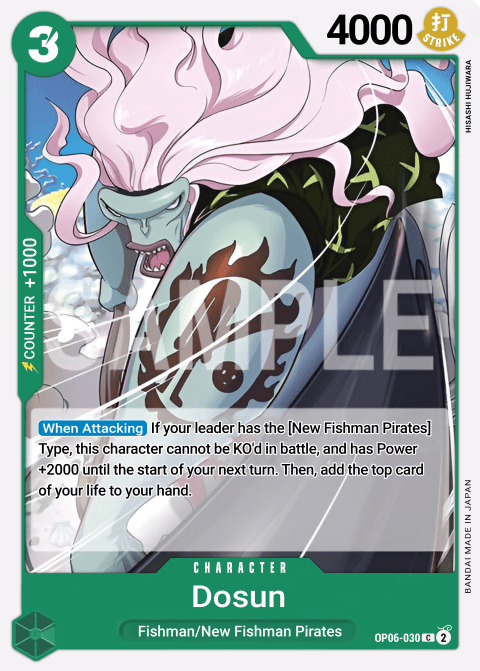 3
4000
打
STRIKE
HISASHI HUJIWARA
COUNTER +1000
SAMPLE
When Attacking If your leader has the [New Fishman Pirates]
Type, this character cannot be KO'd in battle, and has Power
+2000 until the start of your next turn. Then, add the top card
of your life to your hand.
BANDAI MADE IN JAPAN
CHARACTER
Dosun
Fishman/New Fishman Pirates
OP06-030 C 2